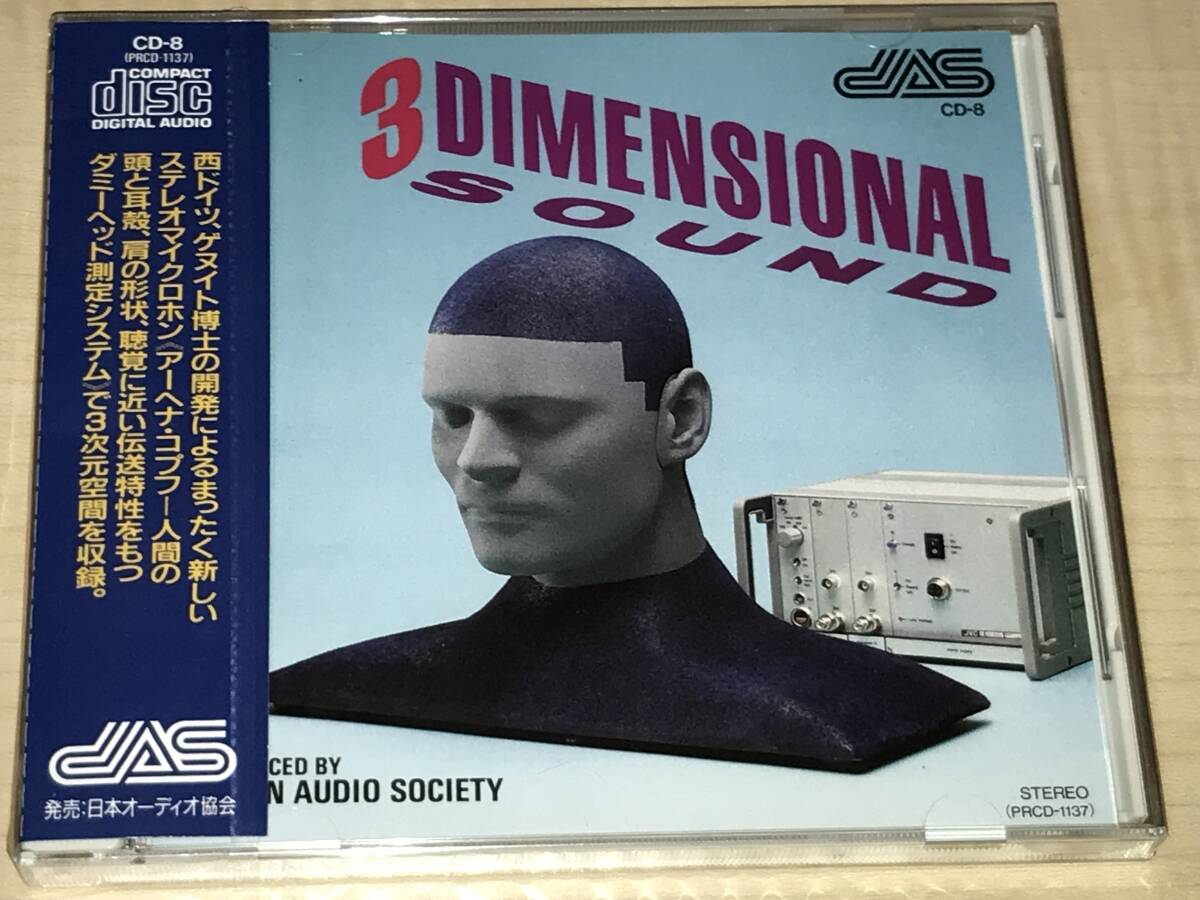 CD-8
(PRCD-1137)
COMPACT
disc
DIGITAL AUDIO
西ドイツ、ゲヌイト博士の開発によるまったく新しい
ステレオマイクロホン《アーヘナ・コプフー人間の
頭と耳殻、肩の形状、聴覚に近い伝送特性をもつ
ダミーヘッド測定システム》で3次元空間を収録。
JAS
発売:日本オーディオ協会
JAS
CD-8
3 DIMENSIONAL
SOUND
JVC
CED BY
N AUDIO SOCIETY
STEREO
(PRCD-1137)